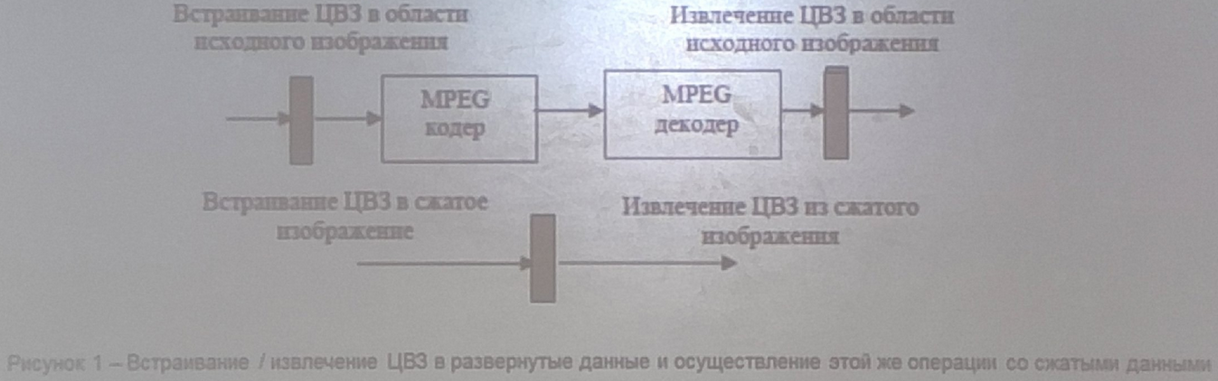 Встраивание ЦВЗ в области
исходного изображения
Извлечение ЦВЗ в области
исходного изображения
MPEG
кодер
MPEG
декодер
Встраивание ЦВЗ в сжатое
изображение
Извлечение ЦВЗ из сжатого
изображения
Рисунок 1 – Встраивание / извлечение ЦВЗ в развернутые данные и осуществление этой же операции со сжатыми данными